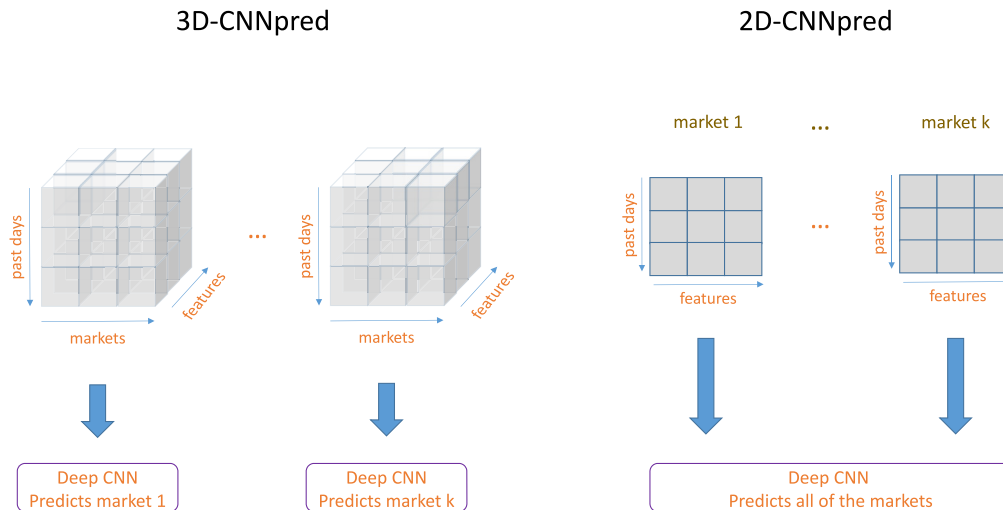 3D-CNNpred
2D-CNNpred
market 1
...
market k
past days
features
markets
...
past days
features
markets
past days
features
...
past days
features
Deep CNN
Predicts market 1
Deep CNN
Predicts market k
Deep CNN
Predicts all of the markets